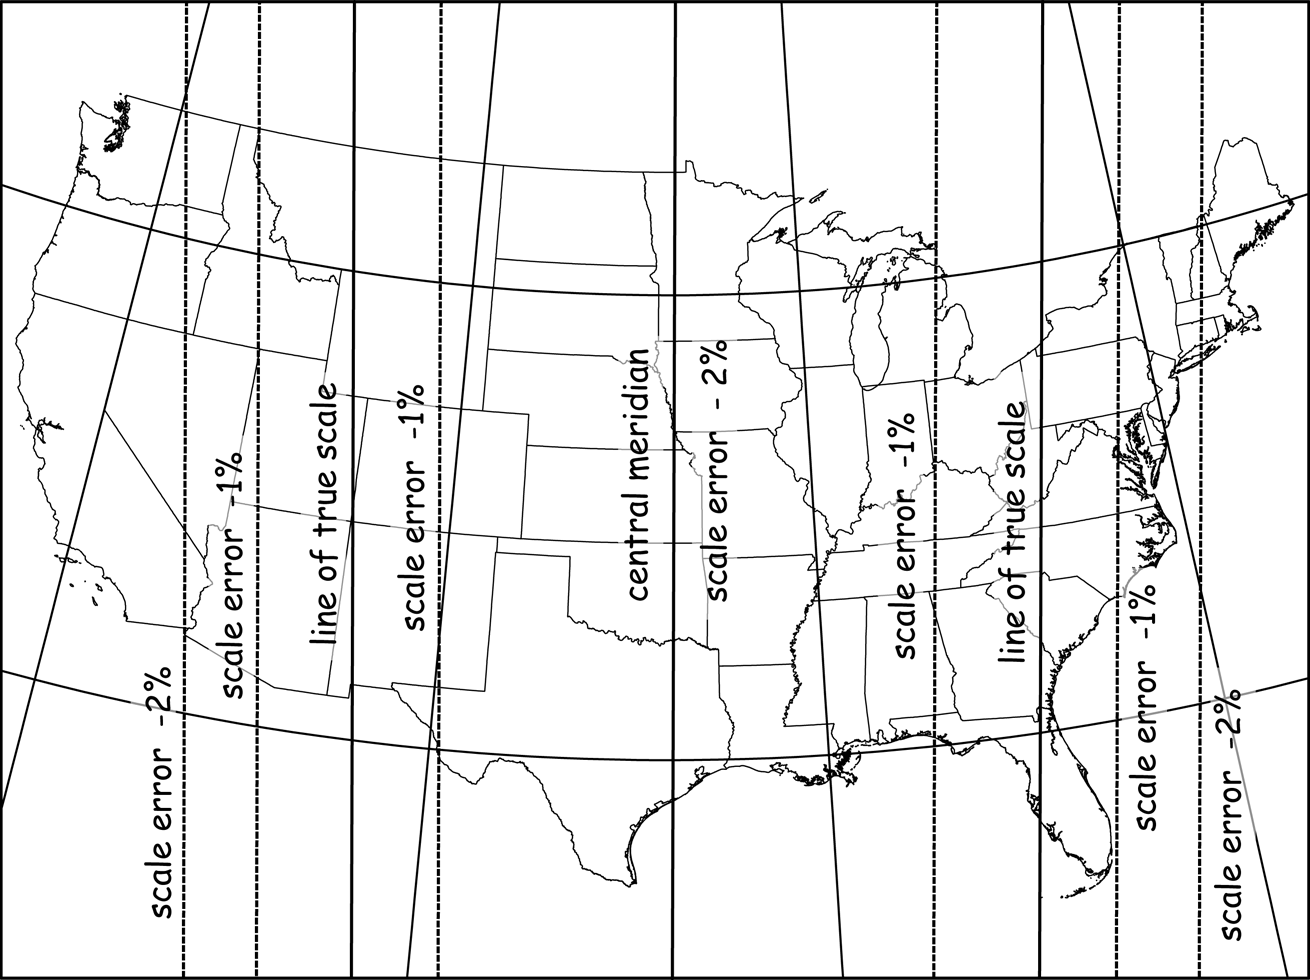 scale error -2%
scale error -1%
line of true scale
scale error -1%
central meridian
scale error - 2%
scale error -1%
line of true scale
scale error -1%
scale error -2%